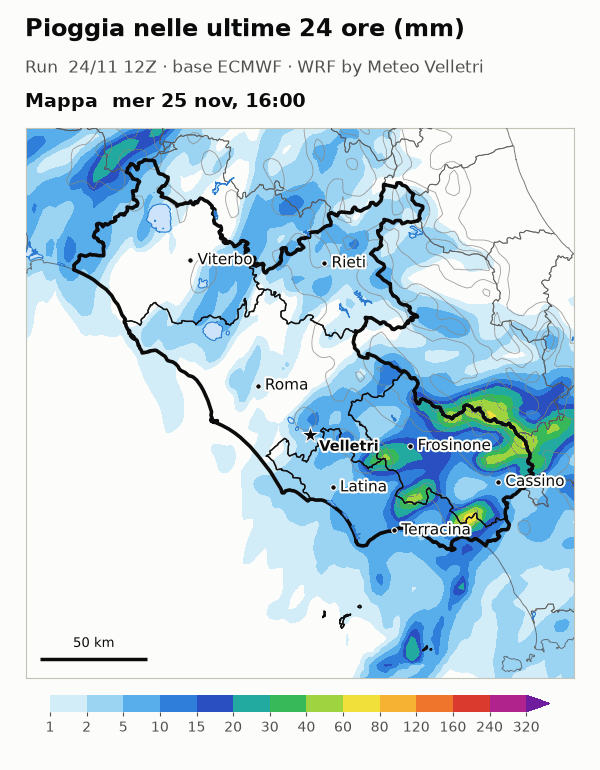 Pioggia nelle ultime 24 ore (mm)
Run  24/11 12Z · base ECMWF · WRF by Meteo Velletri
Mappa  mer 25 nov, 16:00
Viterbo
Rieti
Roma
Velletri
Frosinone
Latina
Cassino
Terracina
50 km
1 2 5 10 15 20 30 40 60 80 120 160 240 320